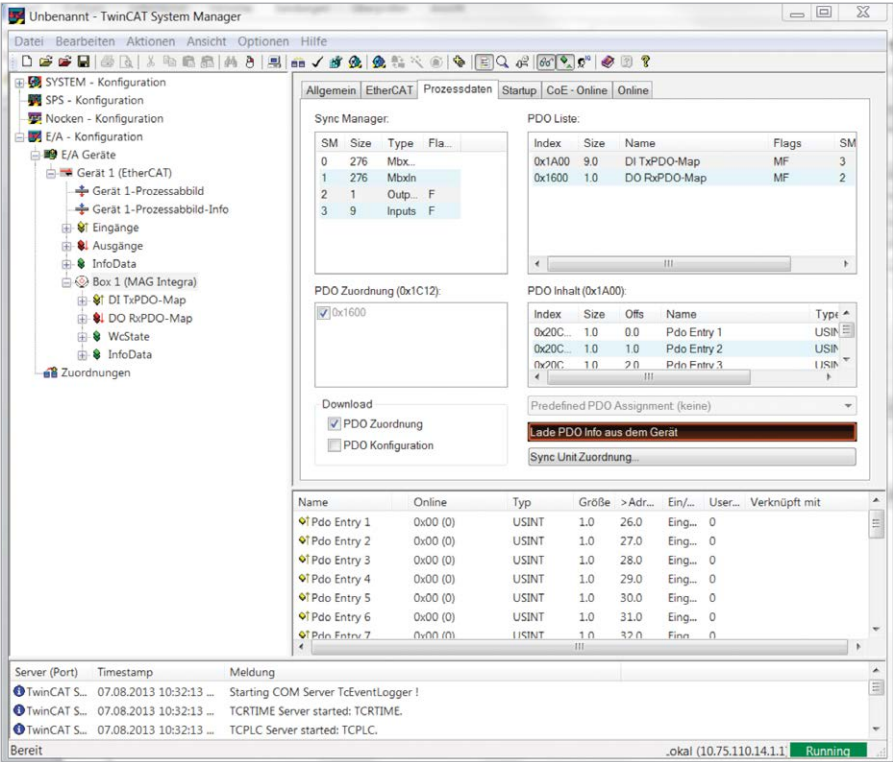 Unbenannt - TwinCAT System Manager
Datei Bearbeiten Aktionen Ansicht Optionen Hilfe
SYSTEM - Konfiguration
SPS - Konfiguration
Nocken - Konfiguration
E/A - Konfiguration
E/A Geräte
Gerät 1 (EtherCAT)
Gerät 1-Prozessabbild
Gerät 1-Prozessabbild-Info
Eingänge
Ausgänge
InfoData
Box 1 (MAG Integra)
DI TxPDO-Map
DO RxPDO-Map
WcState
InfoData
Zuordnungen
Allgemein EtherCAT Prozessdaten Startup CoE - Online Online
Sync Manager:
SM Size Type Fla...
0 276 Mbx...
1 276 MbxIn
2 1 Outp... F
3 9 Inputs F
PDO Liste:
Index Size Name Flags SM
0x1A00 9.0 DI TxPDO-Map MF 3
0x1600 1.0 DO RxPDO-Map MF 2
PDO Zuordnung (0x1C12):
0x1600
PDO Inhalt (0x1A00):
Index Size Offs Name Type
0x20C... 1.0 0.0 Pdo Entry 1 USIN
0x20C... 1.0 1.0 Pdo Entry 2 USIN
0x20C 1.0 2.0 Pdo Entry 3 USIN
Download
PDO Zuordnung
PDO Konfiguration
Predefined PDO Assignment: (keine)
Lade PDO Info aus dem Gerät
Sync Unit Zuordnung...
Name Online Typ Größe >Adr... Ein/... User... Verknüpft mit
Pdo Entry 1 0x00 (0) USINT 1.0 26.0 Eing... 0
Pdo Entry 2 0x00 (0) USINT 1.0 27.0 Eing... 0
Pdo Entry 3 0x00 (0) USINT 1.0 28.0 Eing... 0
Pdo Entry 4 0x00 (0) USINT 1.0 29.0 Eing... 0
Pdo Entry 5 0x00 (0) USINT 1.0 30.0 Eing... 0
Pdo Entry 6 0x00 (0) USINT 1.0 31.0 Eing... 0
Pdo Entry 7 0x00 (0) USINT 1.0 32.0 Eing 0
Server (Port) Timestamp Meldung
TwinCAT S... 07.08.2013 10:32:13 ... Starting COM Server TcEventLogger !
TwinCAT S... 07.08.2013 10:32:13 ... TCRTIME Server started: TCRTIME.
TwinCAT S... 07.08.2013 10:32:13 ... TCPLC Server started: TCPLC.
Bereit
.okal (10.75.110.14.1.1) Running